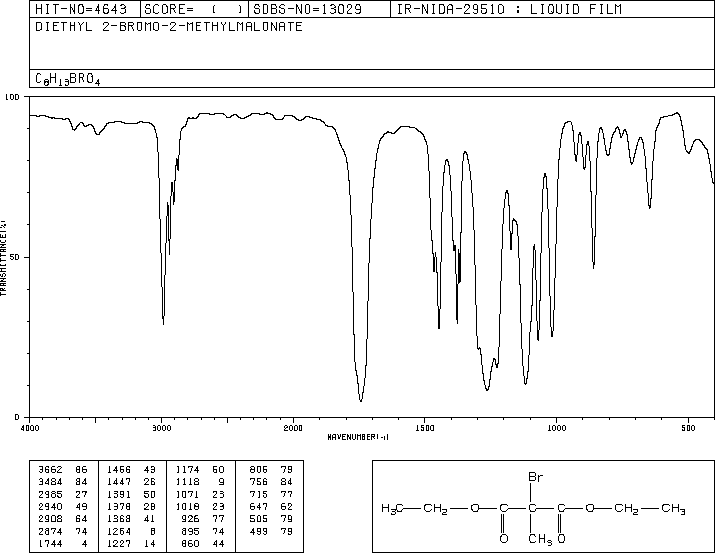 HIT-NO=4643 SCORE= ( ) SDBS-NO=13029 IR-NIDA-29510 : LIQUID FILM
DIETHYL 2-BROMO-2-METHYLMALONATE
C8H13BRO4
100
50
0
TRANSMITTANCE(%)
4000 3000 2000 1500 1000 500
WAVENUMBER(-1)
3662 86 1466 43 1174 50 806 79
3484 84 1447 26 1118 9 756 84
2985 27 1391 50 1071 23 715 77
2940 49 1378 28 1018 23 647 62
2908 64 1368 41 926 77 505 79
2874 74 1264 8 895 74 499 79
1744 4 1227 14 860 44
Br
H3C—CH2—O O—CH2—CH3
O CH3 O